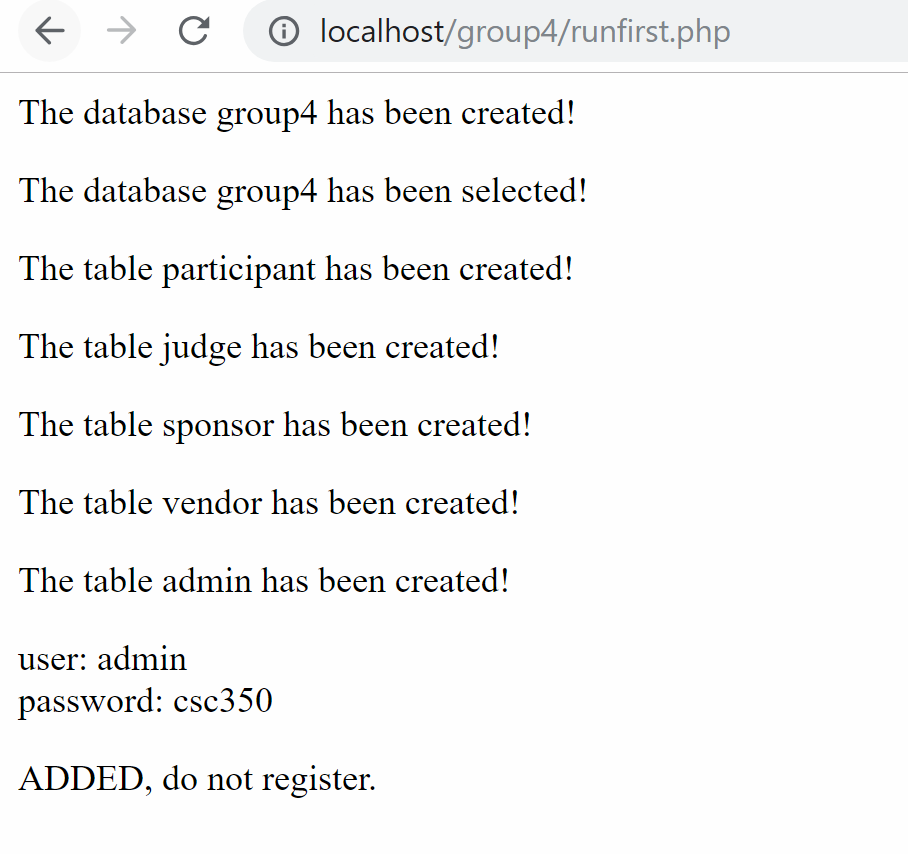 localhost/group4/runfirst.php
The database group4 has been created!
The database group4 has been selected!
The table participant has been created!
The table judge has been created!
The table sponsor has been created!
The table vendor has been created!
The table admin has been created!
user: admin
password: csc350
ADDED, do not register.